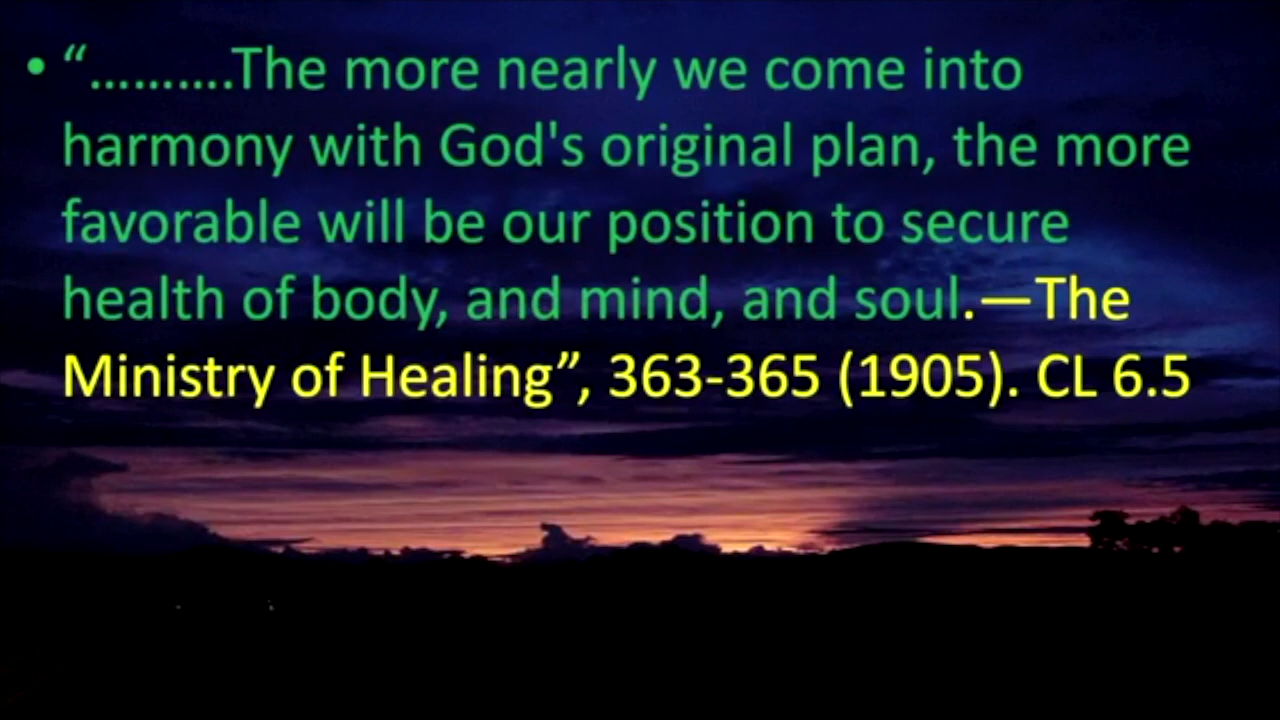 • “……….The more nearly we come into
harmony with God's original plan, the more
favorable will be our position to secure
health of body, and mind, and soul.—The
Ministry of Healing”, 363-365 (1905). CL 6.5